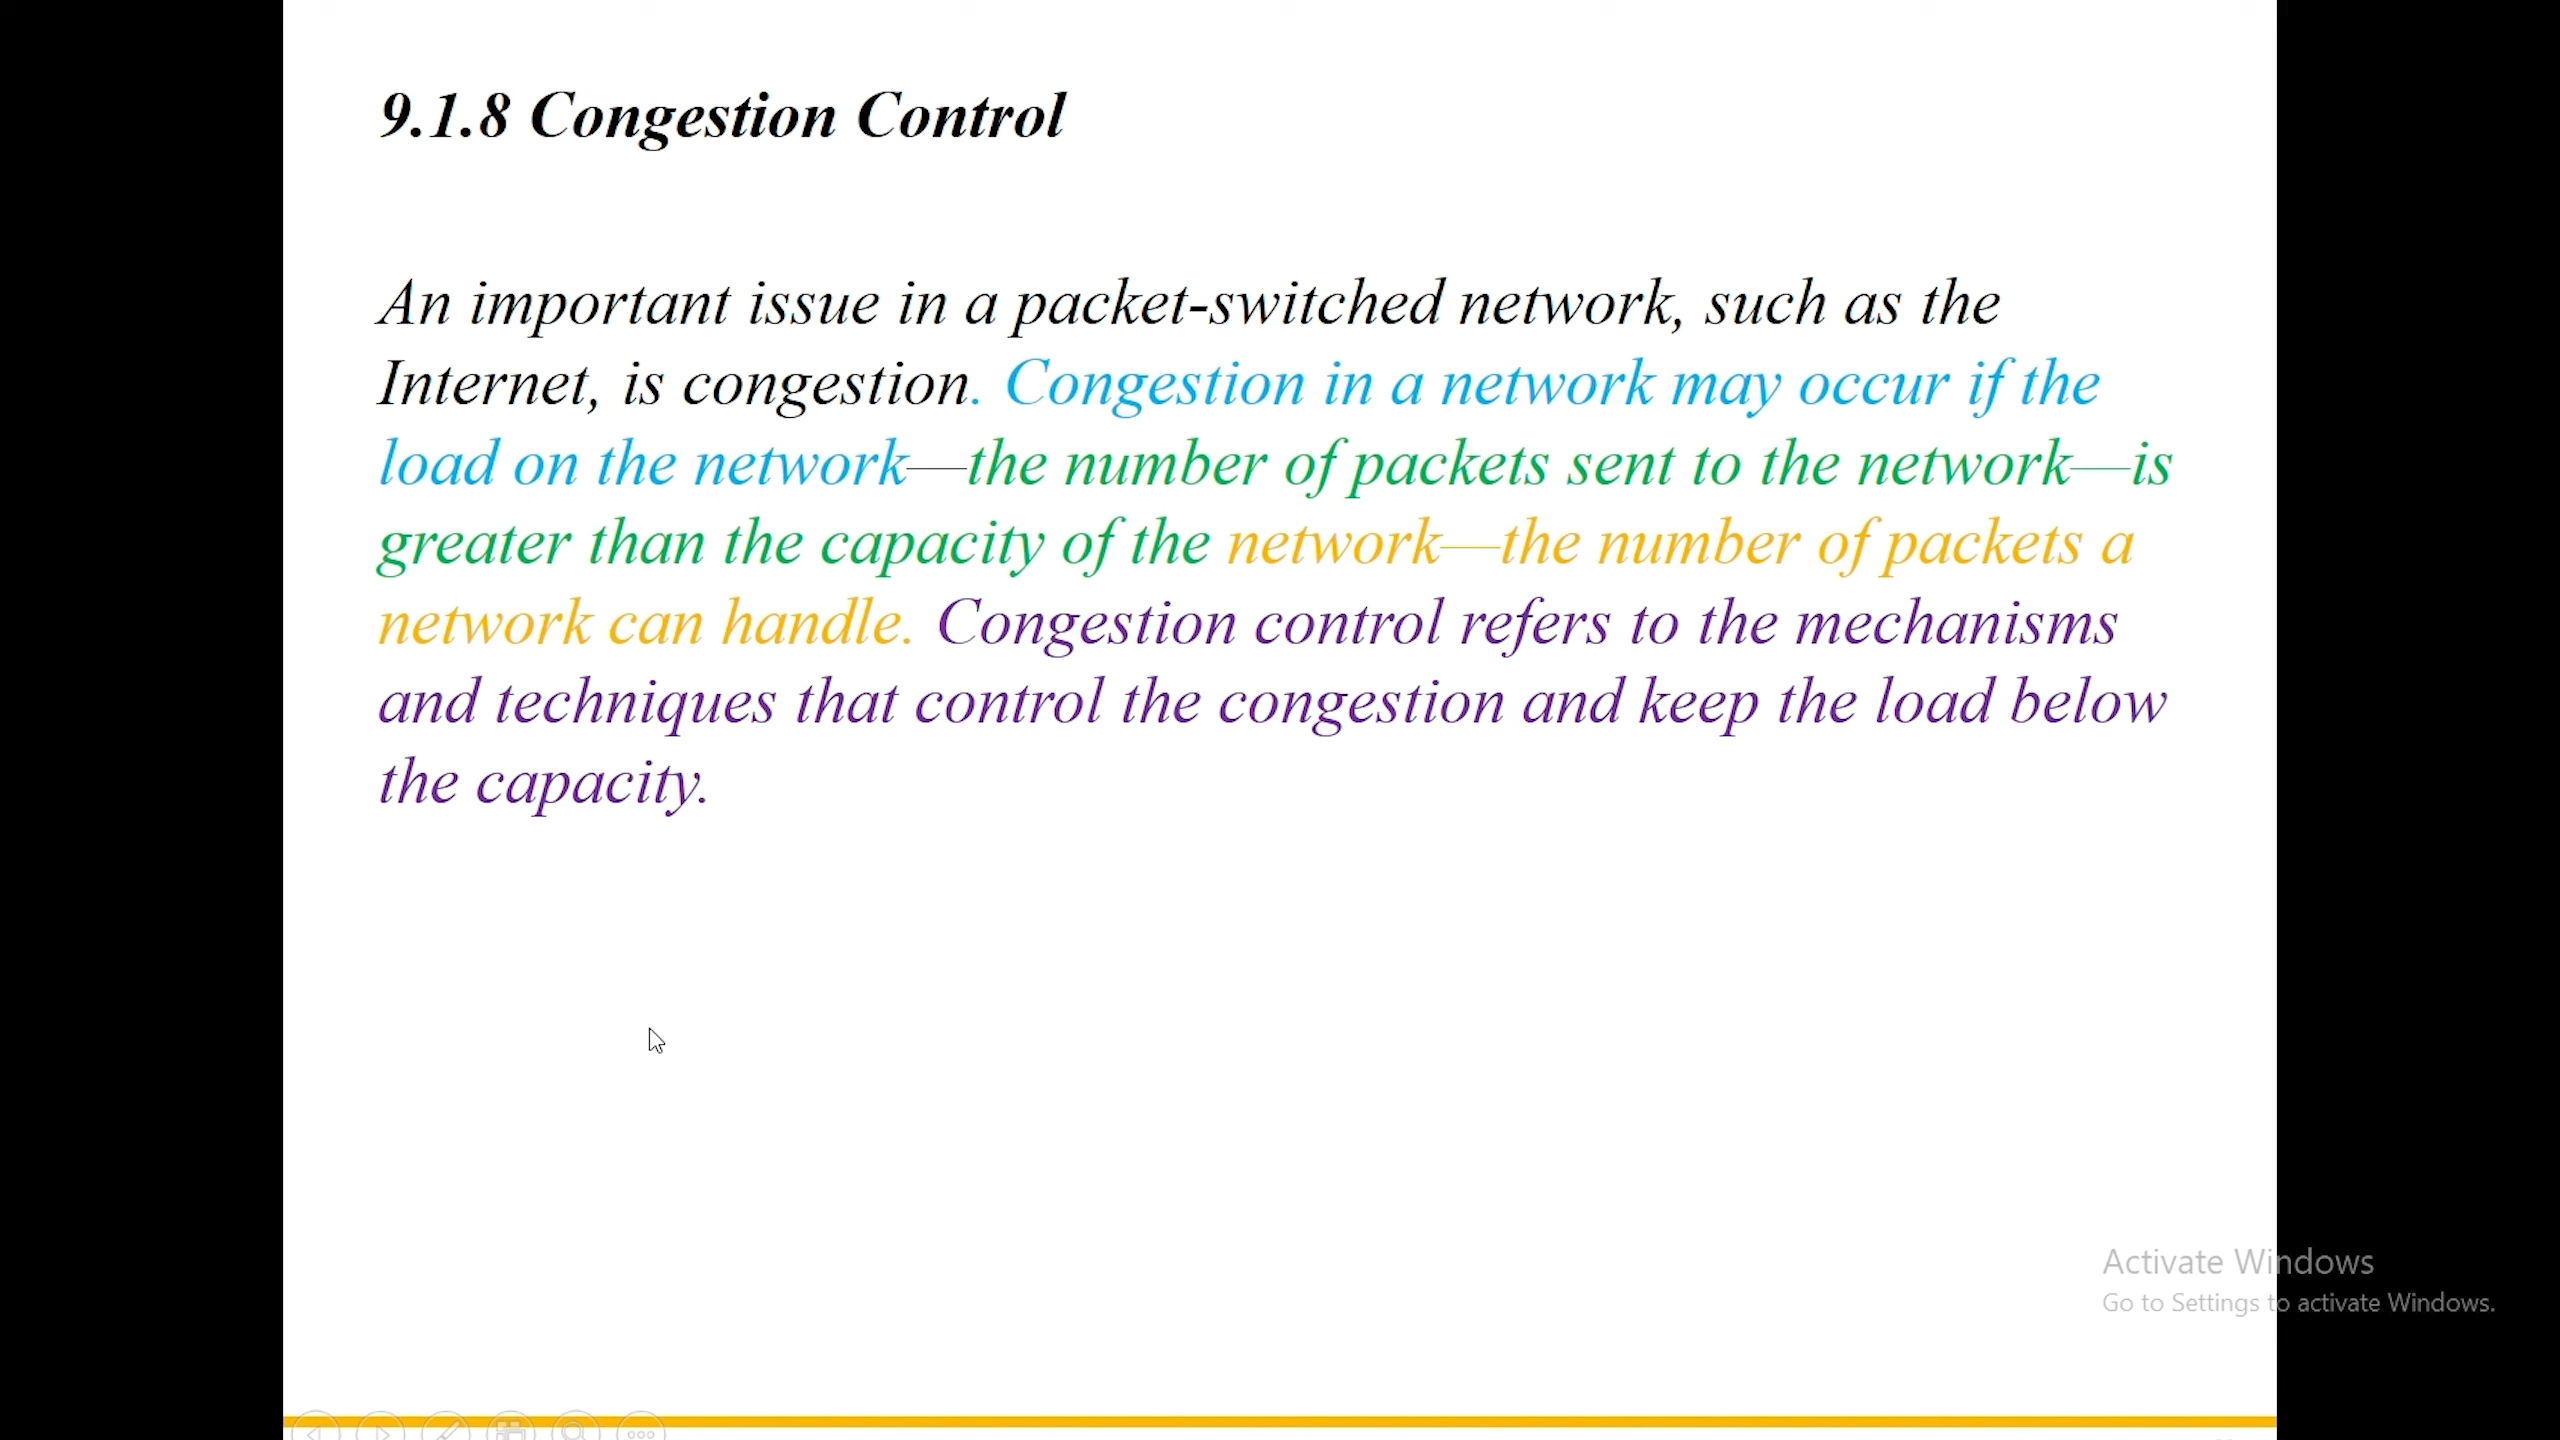 9.1.8 Congestion Control
An important issue in a packet-switched network, such as the
Internet, is congestion. Congestion in a network may occur if the
load on the network—the number of packets sent to the network—is
greater than the capacity of the network—the number of packets a
network can handle. Congestion control refers to the mechanisms
and techniques that control the congestion and keep the load below
the capacity.
Activate Windows
Go to Settings to activate Windows.